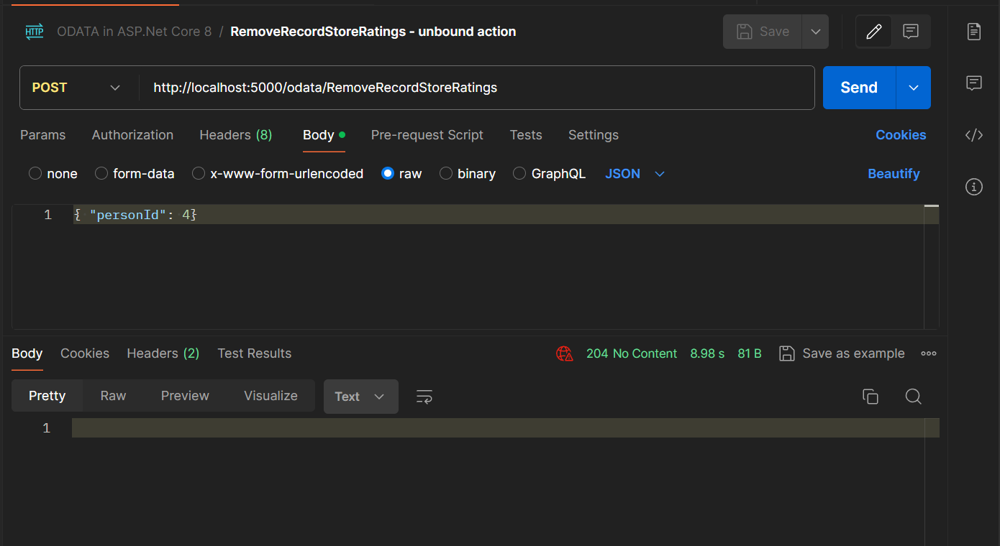 HTTP ODATA in ASP.Net Core 8 / RemoveRecordStoreRatings - unbound action Save
POST http://localhost:5000/odata/RemoveRecordStoreRatings Send
Params Authorization Headers (8) Body Pre-request Script Tests Settings Cookies
none form-data x-www-form-urlencoded raw binary GraphQL JSON Beautify
1 { "personId": 4}
Body Cookies Headers (2) Test Results 204 No Content 8.98 s 81 B Save as example
Pretty Raw Preview Visualize Text
1